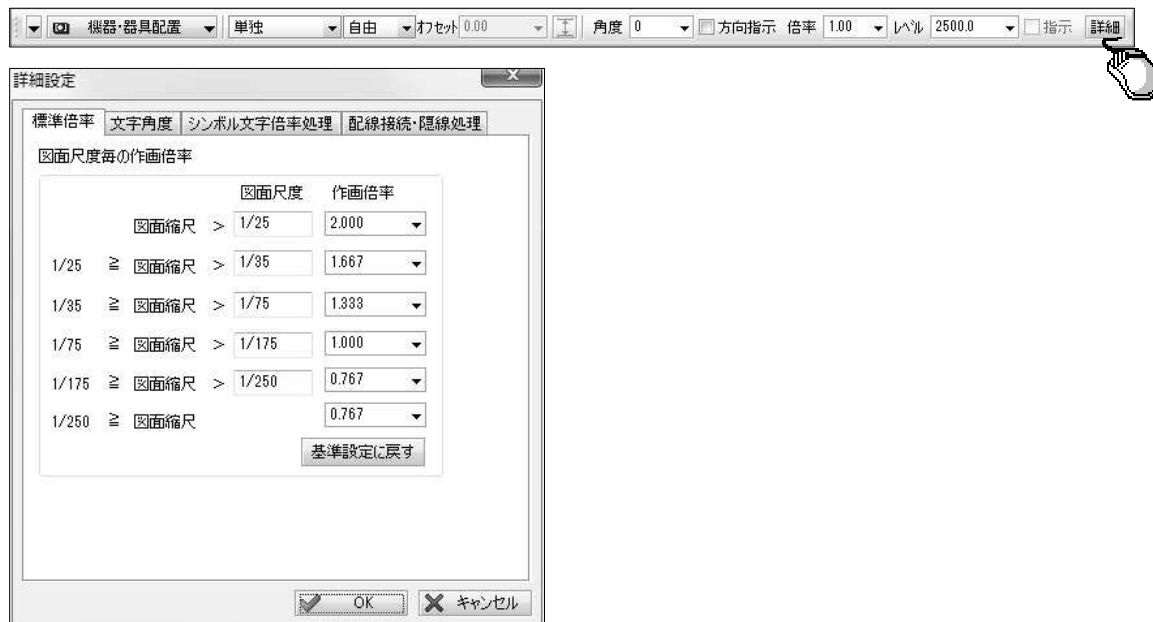 機器・器具配置 単独 自由 オフセット 0.00 角度 0 方向指示 倍率 1.00 レベル 2500.0 指示 詳細
詳細設定
標準倍率 文字角度 シンボル文字倍率処理 配線接続・隠線処理
図面尺度毎の作画倍率
図面尺度 作画倍率
図面縮尺 > 1/25 2.000
1/25 ≧ 図面縮尺 > 1/35 1.667
1/35 ≧ 図面縮尺 > 1/75 1.333
1/75 ≧ 図面縮尺 > 1/175 1.000
1/175 ≧ 図面縮尺 > 1/250 0.767
1/250 ≧ 図面縮尺 0.767
基準設定に戻す
OK キャンセル